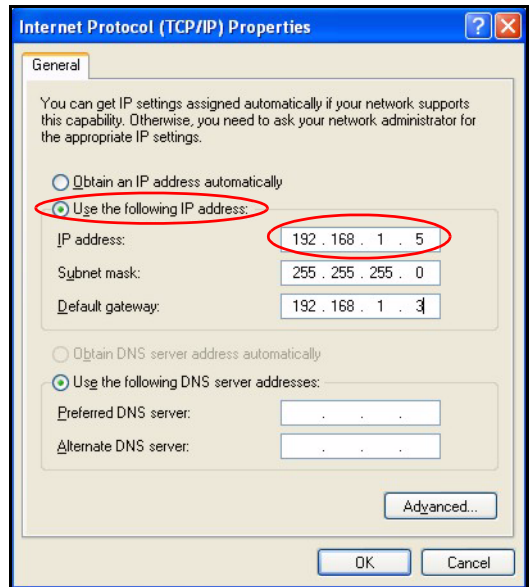 Internet Protocol (TCP/IP) Properties
General
You can get IP settings assigned automatically if your network supports
this capability. Otherwise, you need to ask your network administrator for
the appropriate IP settings.
Obtain an IP address automatically
Use the following IP address:
IP address: 192 . 168 . 1 . 5
Subnet mask: 255 . 255 . 255 . 0
Default gateway: 192 . 168 . 1 . 3
Obtain DNS server address automatically
Use the following DNS server addresses:
Preferred DNS server: . . .
Alternate DNS server: . . .
Advanced...
OK Cancel